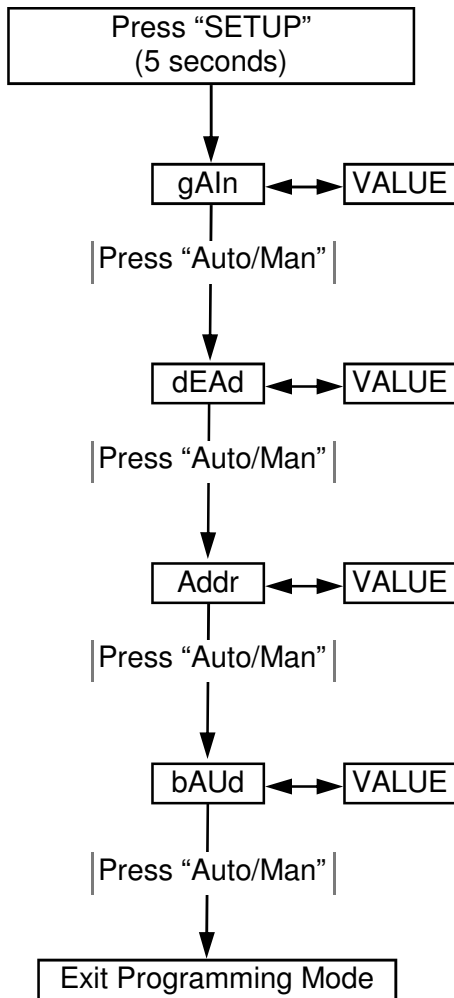 Press “SETUP”
(5 seconds)
gAIn VALUE
Press “Auto/Man”
dEAd VALUE
Press “Auto/Man”
Addr VALUE
Press “Auto/Man”
bAUd VALUE
Press “Auto/Man”
Exit Programming Mode